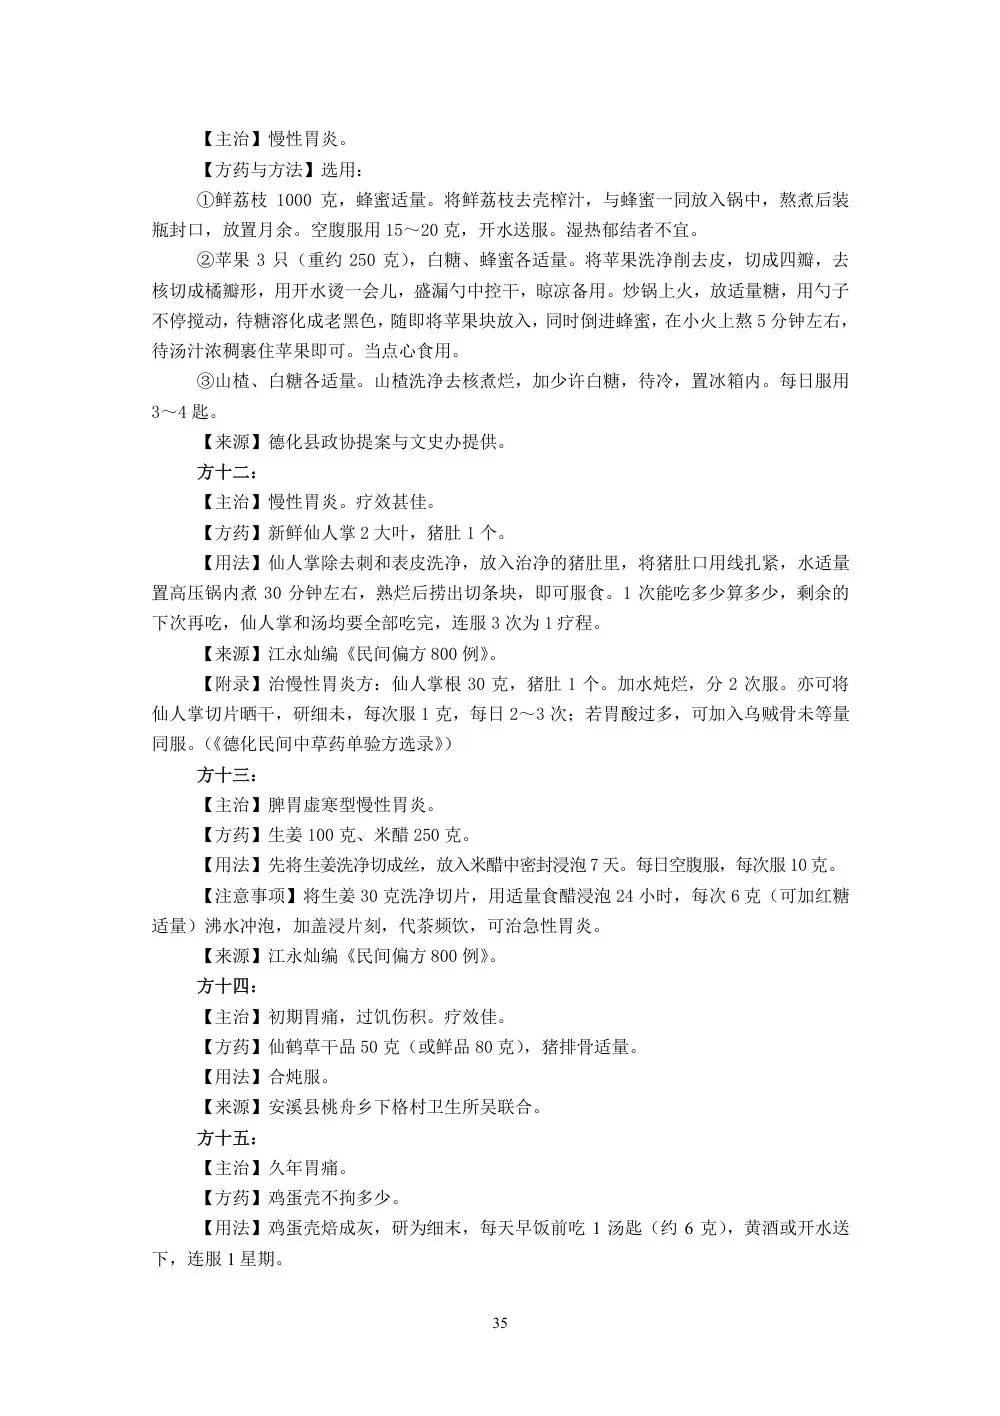 【主治】慢性胃炎。
【方药与方法】选用：
①鲜荔枝 1000 克，蜂蜜适量。将鲜荔枝去壳榨汁，与蜂蜜一同放入锅中，熬煮后装
瓶封口，放置月余。空腹服用 15～20 克，开水送服。湿热郁结者不宜。
②苹果 3 只（重约 250 克），白糖、蜂蜜各适量。将苹果洗净削去皮，切成四瓣，去
核切成橘瓣形，用开水烫一会儿，盛漏勺中控干，晾凉备用。炒锅上火，放适量糖，用勺子
不停搅动，待糖溶化成老黑色，随即将苹果块放入，同时倒进蜂蜜，在小火上熬 5 分钟左右，
待汤汁浓稠裹住苹果即可。当点心食用。
③山楂、白糖各适量。山楂洗净去核煮烂，加少许白糖，待冷，置冰箱内。每日服用
3～4 匙。
【来源】德化县政协提案与文史办提供。
方十二：
【主治】慢性胃炎。疗效甚佳。
【方药】新鲜仙人掌 2 大叶，猪肚 1 个。
【用法】仙人掌除去刺和表皮洗净，放入治净的猪肚里，将猪肚口用线扎紧，水适量
置高压锅内煮 30 分钟左右，熟烂后捞出切条块，即可服食。1 次能吃多少算多少，剩余的
下次再吃，仙人掌和汤均要全部吃完，连服 3 次为 1 疗程。
【来源】江永灿编《民间偏方 800 例》。
【附录】治慢性胃炎方：仙人掌根 30 克，猪肚 1 个。加水炖烂，分 2 次服。亦可将
仙人掌切片晒干，研细未，每次服 1 克，每日 2～3 次；若胃酸过多，可加入乌贼骨未等量
同服。（《德化民间中草药单验方选录》）
方十三：
【主治】脾胃虚寒型慢性胃炎。
【方药】生姜 100 克、米醋 250 克。
【用法】先将生姜洗净切成丝，放入米醋中密封浸泡 7 天。每日空腹服，每次服 10 克。
【注意事项】将生姜 30 克洗净切片，用适量食醋浸泡 24 小时，每次 6 克（可加红糖
适量）沸水冲泡，加盖浸片刻，代茶频饮，可治急性胃炎。
【来源】江永灿编《民间偏方 800 例》。
方十四：
【主治】初期胃痛，过饥伤积。疗效佳。
【方药】仙鹤草干品 50 克（或鲜品 80 克），猪排骨适量。
【用法】合炖服。
【来源】安溪县桃舟乡下格村卫生所吴联合。
方十五：
【主治】久年胃痛。
【方药】鸡蛋壳不拘多少。
【用法】鸡蛋壳焙成灰，研为细末，每天早饭前吃 1 汤匙（约 6 克），黄酒或开水送
下，连服 1 星期。
35